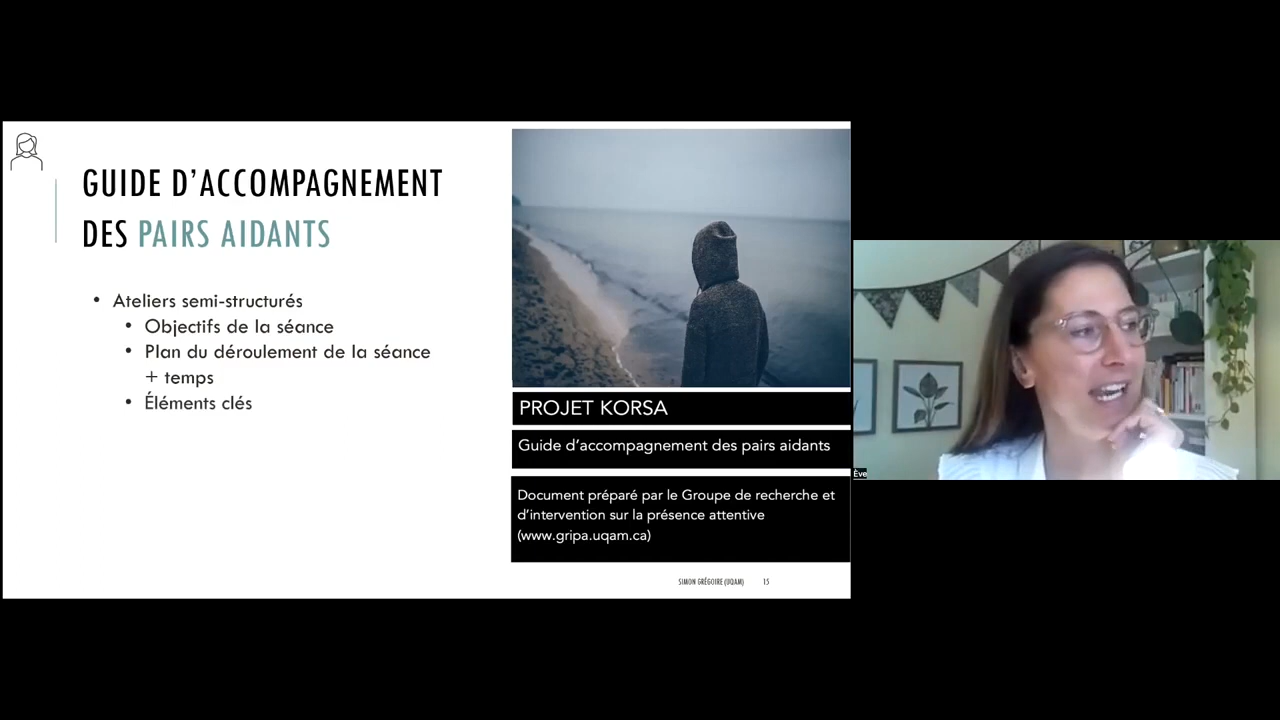 GUIDE D'ACCOMPAGNEMENT
DES PAIRS AIDANTS
• Ateliers semi-structurés
• Objectifs de la séance
• Plan du déroulement de la séance
+ temps
• Éléments clés
PROJET KORSA
Guide d'accompagnement des pairs aidants
Document préparé par le Groupe de recherche et
d'intervention sur la présence attentive
(www.gripa.uqam.ca)
SIMON GRÉGOIRE (UQAM) 15
Ève